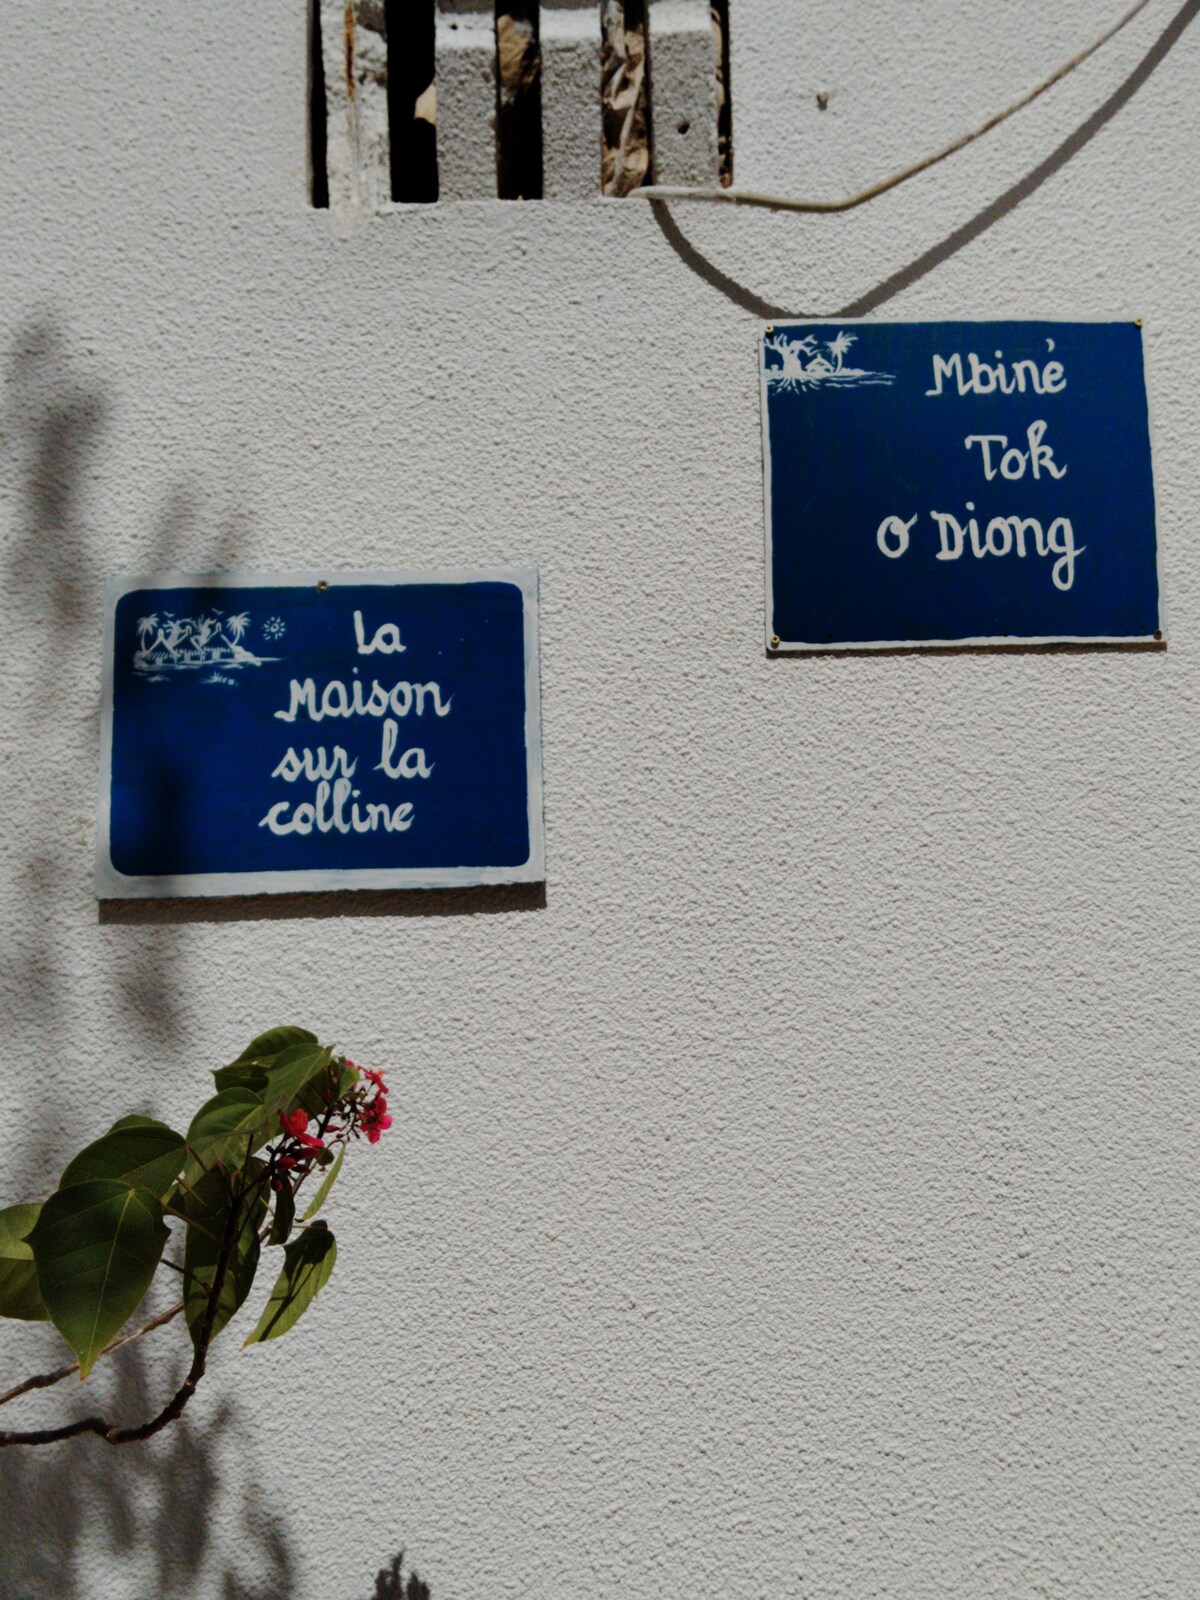 La
Maison
sur la
colline
Mbiné
Tok
O Diong